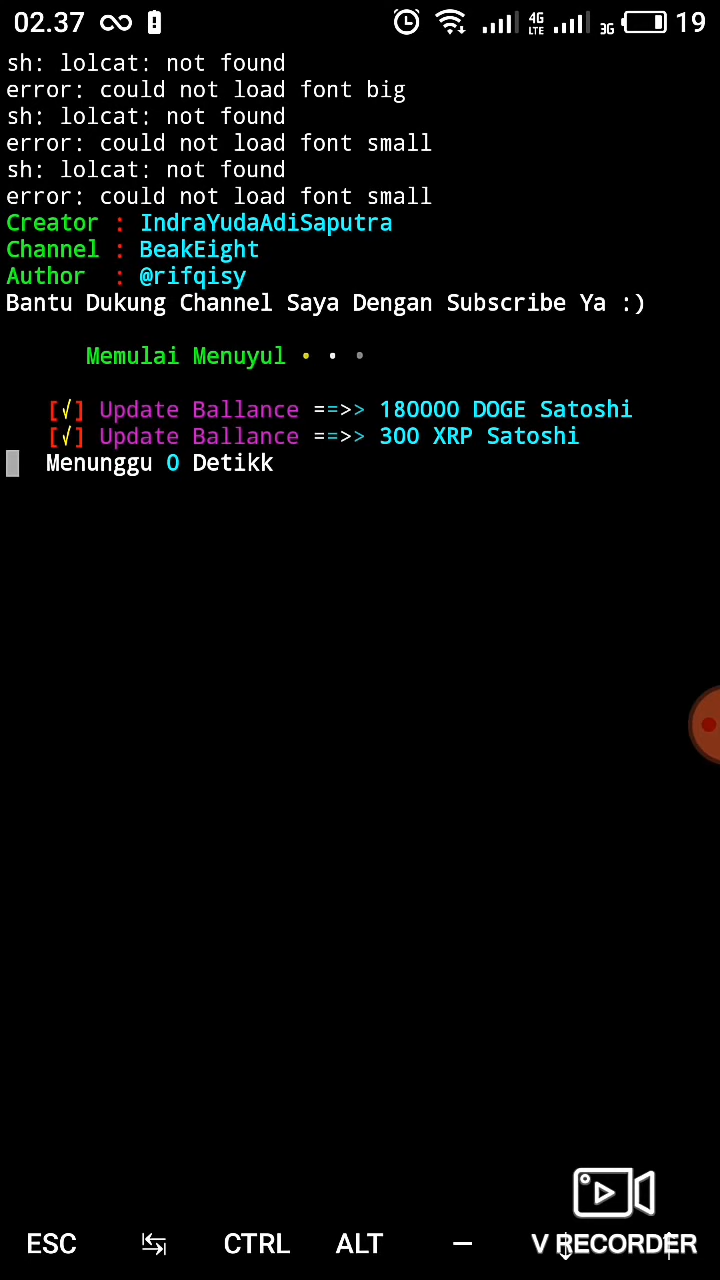 02.37 4G LTE 3G 19
sh: lolcat: not found
error: could not load font big
sh: lolcat: not found
error: could not load font small
sh: lolcat: not found
error: could not load font small
Creator : IndraYudaAdiSaputra
Channel : BeakEight
Author  : @rifqisy
Bantu Dukung Channel Saya Dengan Subscribe Ya :)
Memulai Menuyul • • •
[√] Update Ballance ==>> 180000 DOGE Satoshi
[√] Update Ballance ==>> 300 XRP Satoshi
Menunggu 0 Detikk
ESC ↹ CTRL ALT — ↓ ↑
V RECORDER